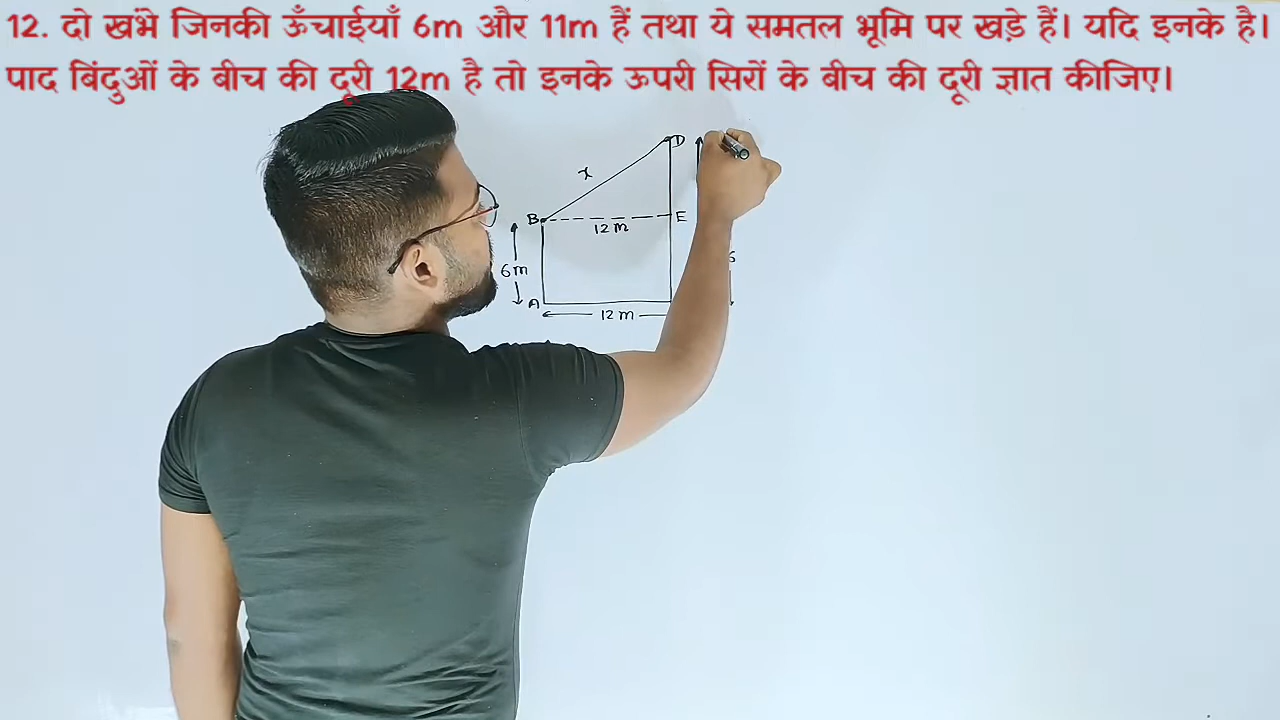 12. दो खंभे जिनकी ऊँचाईयाँ 6m और 11m हैं तथा ये समतल भूमि पर खड़े हैं। यदि इनके है।
पाद बिंदुओं के बीच की दूरी 12m है तो इनके ऊपरी सिरों के बीच की दूरी ज्ञात कीजिए।
D
x
B
E
12 m
6m
A
12 m